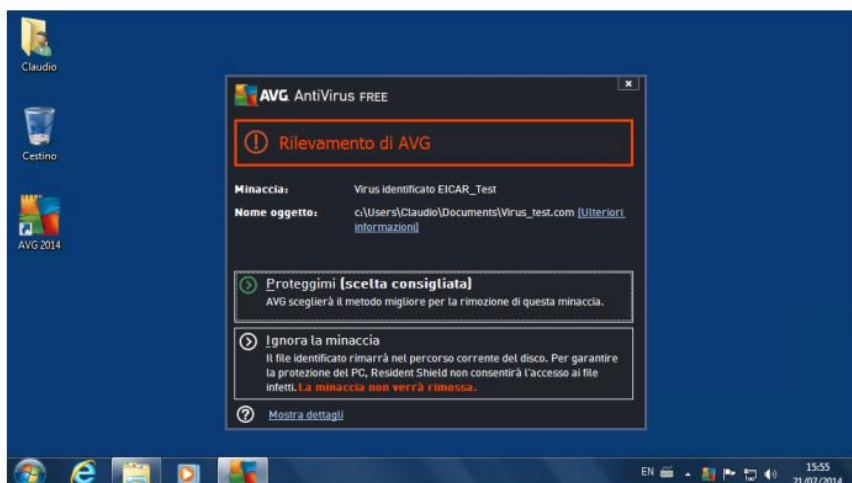 Claudio
Cestino
AVG 2014
AVG. AntiVirus FREE
Rilevamento di AVG
Minaccia: Virus identificato EICAR_Test
Nome oggetto: c:\Users\Claudio\Documents\Virus_test.com [Ulteriori
informazioni]
Proteggimi (scelta consigliata)
AVG sceglierà il metodo migliore per la rimozione di questa minaccia.
Ignora la minaccia
Il file identificato rimarrà nel percorso corrente del disco. Per garantire
la protezione del PC, Resident Shield non consentirà l'accesso ai file
infetti. La minaccia non verrà rimossa.
Mostra dettagli
EN
15:55
21/07/2014